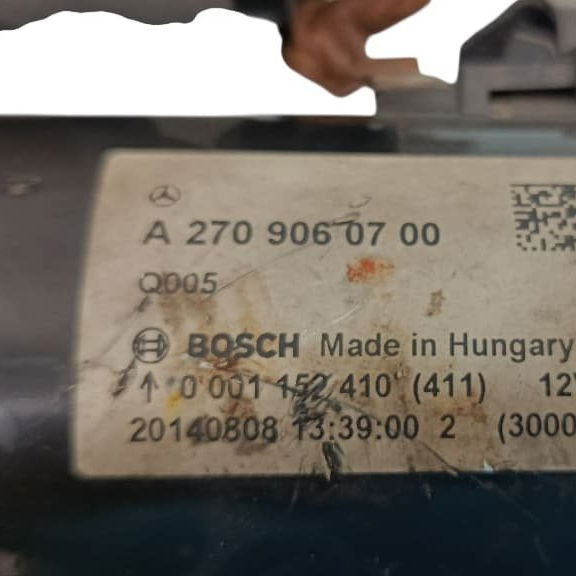 A 270 906 07 00
Q005
BOSCH Made in Hungary
0 001 152 410 (411) 12
20140808 13:39:00 2 (3000